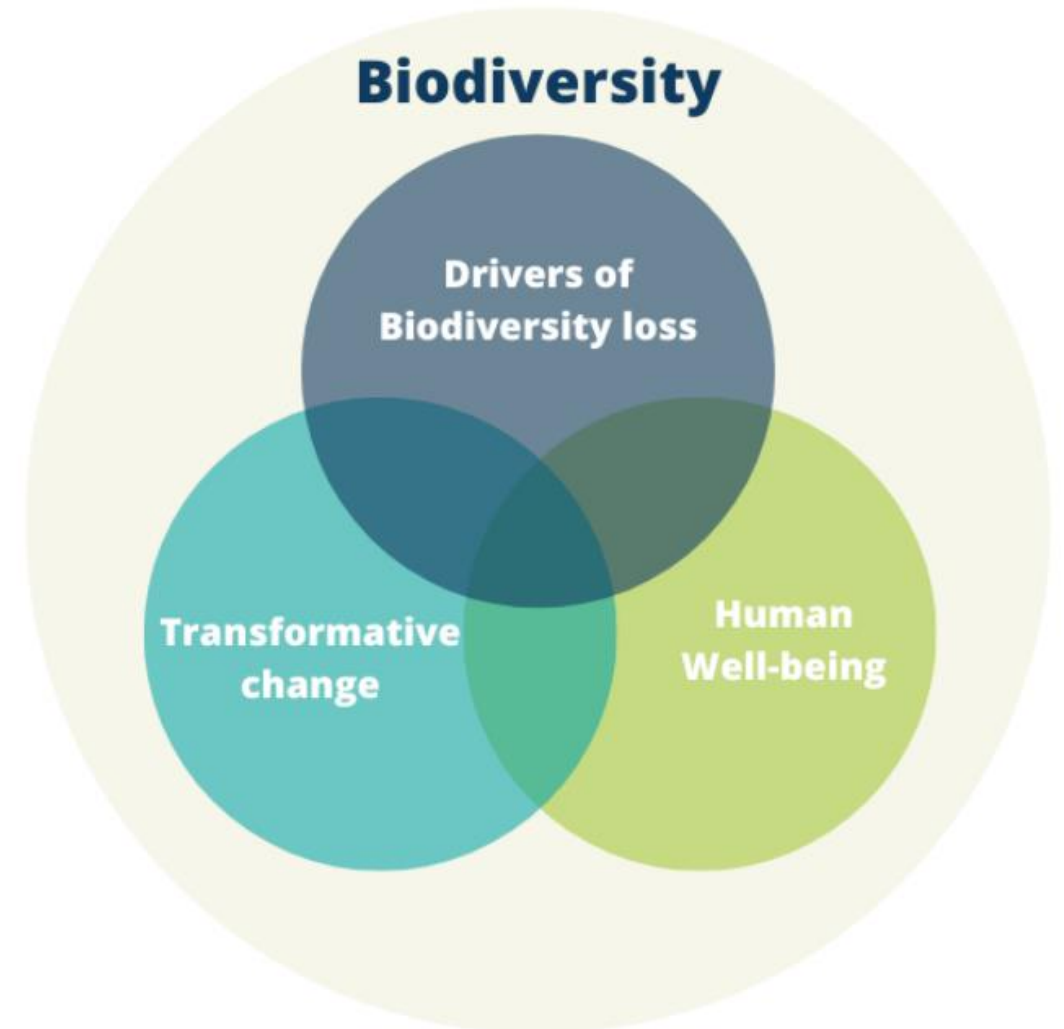 Biodiversity
Drivers of
Biodiversity loss
Transformative
change
Human
Well-being